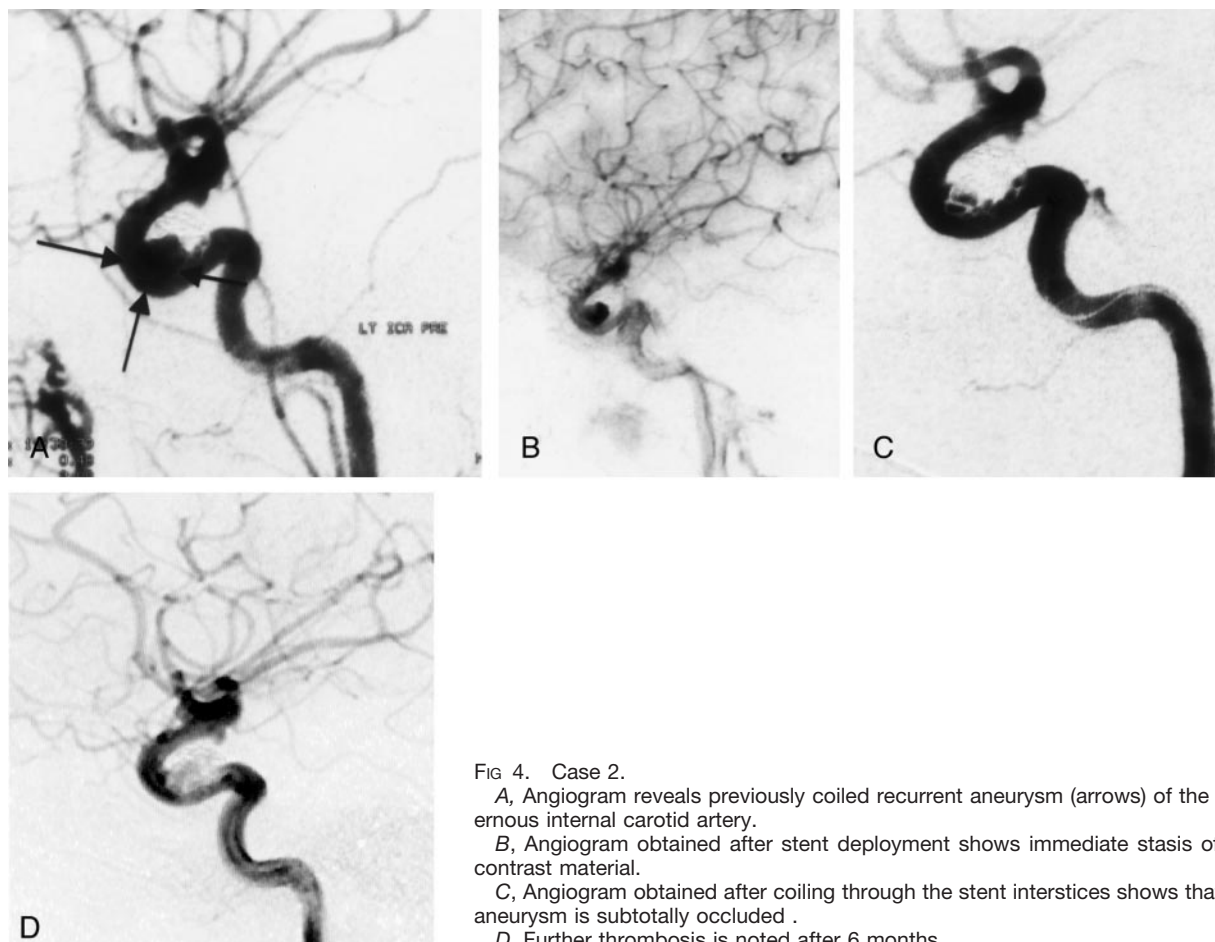 LT ICA PRE
A
B
C
D
FIG 4. Case 2.
A, Angiogram reveals previously coiled recurrent aneurysm (arrows) of the
ernous internal carotid artery.
B, Angiogram obtained after stent deployment shows immediate stasis of
contrast material.
C, Angiogram obtained after coiling through the stent interstices shows tha
aneurysm is subtotally occluded .
D, Further thrombosis is noted after 6 months